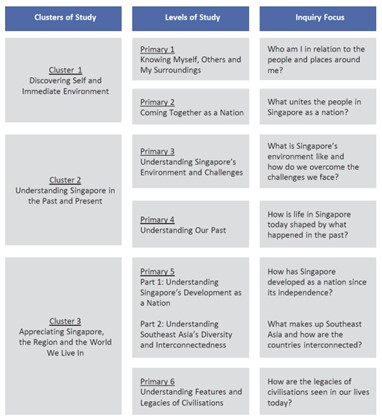 Clusters of Study
Levels of Study
Inquiry Focus
Cluster 1
Discovering Self and
Immediate Environment
Primary 1
Knowing Myself, Others and
My Surroundings
Who am I in relation to the
people and places around
me?
Primary 2
Coming Together as a Nation
What unites the people in
Singapore as a nation?
Cluster 2
Understanding Singapore in
the Past and Present
Primary 3
Understanding Singapore's
Environment and Challenges
What is Singapore's
environment like and
how do we overcome the
challenges we face?
Primary 4
Understanding Our Past
How is life in Singapore
today shaped by what
happened in the past?
Cluster 3
Appreciating Singapore,
the Region and the World
We Live In
Primary 5
Part 1: Understanding
Singapore's Development as
a Nation
Part 2: Understanding
Southeast Asia's Diversity
and Interconnectedness
How has Singapore
developed as a nation since
its independence?
What makes up Southeast
Asia and how are the
countries interconnected?
Primary 6
Understanding Features and
Legacies of Civilisations
How are the legacies of
civilisations seen in our lives
today?